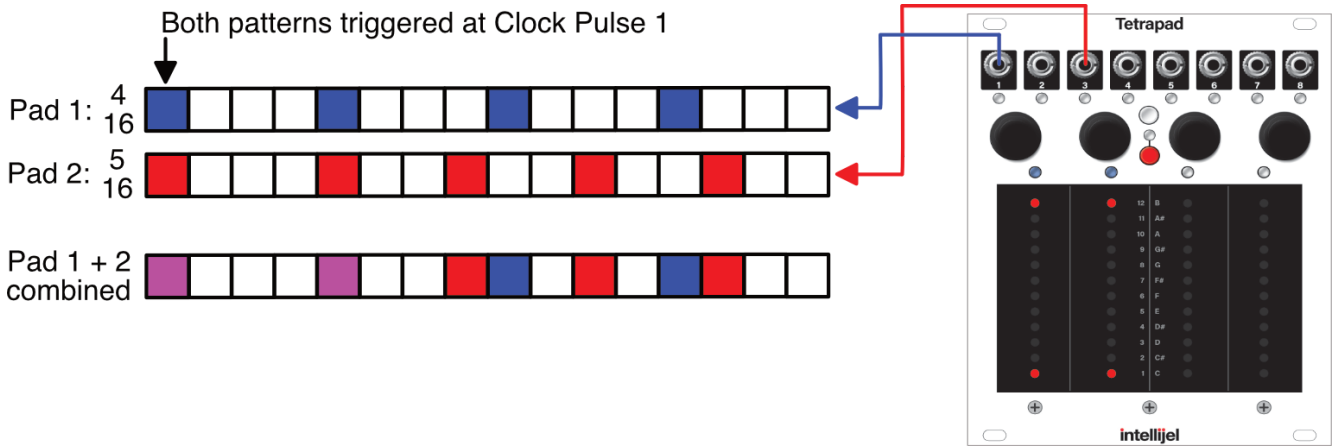 Both patterns triggered at Clock Pulse 1
Pad 1: 4
16
Pad 2: 5
16
Pad 1 + 2
combined
Tetrapad
1 2 3 4 5 6 7 8
12 B
11 A#
10 A
9 G#
8 G
7 F#
6 F
5 E
4 D#
3 D
2 C#
1 C
intellijel